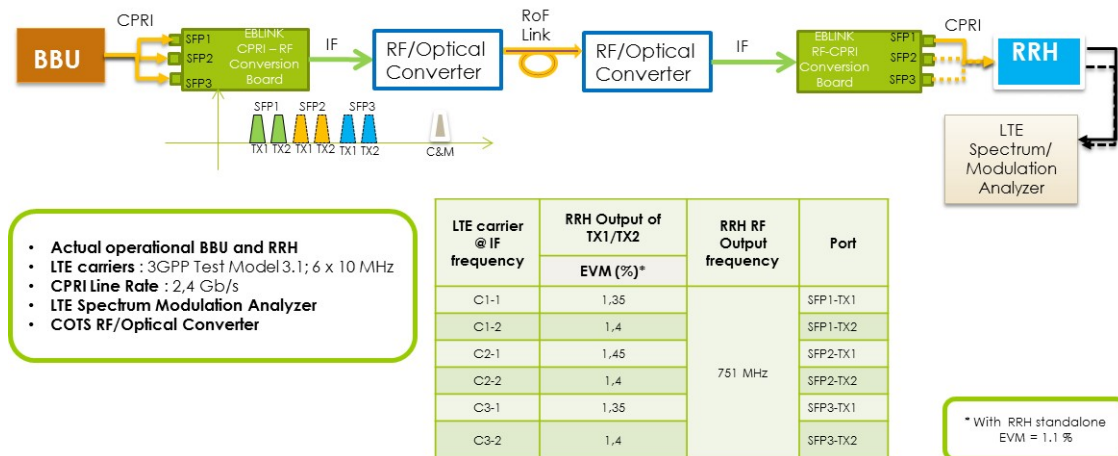 BBU
CPRI
SFP1
SFP2
SFP3
EBLINK
CPRI – RF
Conversion
Board
IF
RF/Optical
Converter
RoF
Link
RF/Optical
Converter
IF
EBLINK
RF-CPRI
Conversion
Board
SFP1
SFP2
SFP3
CPRI
RRH
LTE
Spectrum/
Modulation
Analyzer
SFP1 SFP2 SFP3
TX1 TX2 TX1 TX2 TX1 TX2
C&M
• Actual operational BBU and RRH
• LTE carriers : 3GPP Test Model 3.1; 6 x 10 MHz
• CPRI Line Rate : 2,4 Gb/s
• LTE Spectrum Modulation Analyzer
• COTS RF/Optical Converter
LTE carrier
@ IF
frequency
RRH Output of
TX1/TX2
EVM (%)*
RRH RF
Output
frequency
Port
C1-1 1,35 SFP1-TX1
C1-2 1,4 SFP1-TX2
C2-1 1,45 SFP2-TX1
751 MHz
C2-2 1,4 SFP2-TX2
C3-1 1,35 SFP3-TX1
C3-2 1,4 SFP3-TX2
* With RRH standalone
EVM = 1.1 %